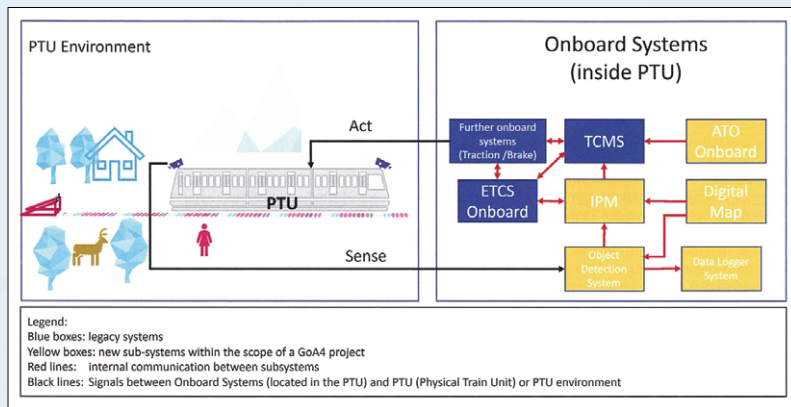 PTU Environment
Act
PTU
Sense
Onboard Systems
(inside PTU)
Further onboard
systems
(Traction /Brake)
TCMS
ATO
Onboard
ETCS
Onboard
IPM
Digital
Map
Object
Detection
System
Data Logger
System
Legend:
Blue boxes: legacy systems
Yellow boxes: new sub-systems within the scope of a GoA4 project
Red lines: internal communication between subsystems
Black lines: Signals between Onboard Systems (located in the PTU) and PTU (Physical Train Unit) or PTU environment